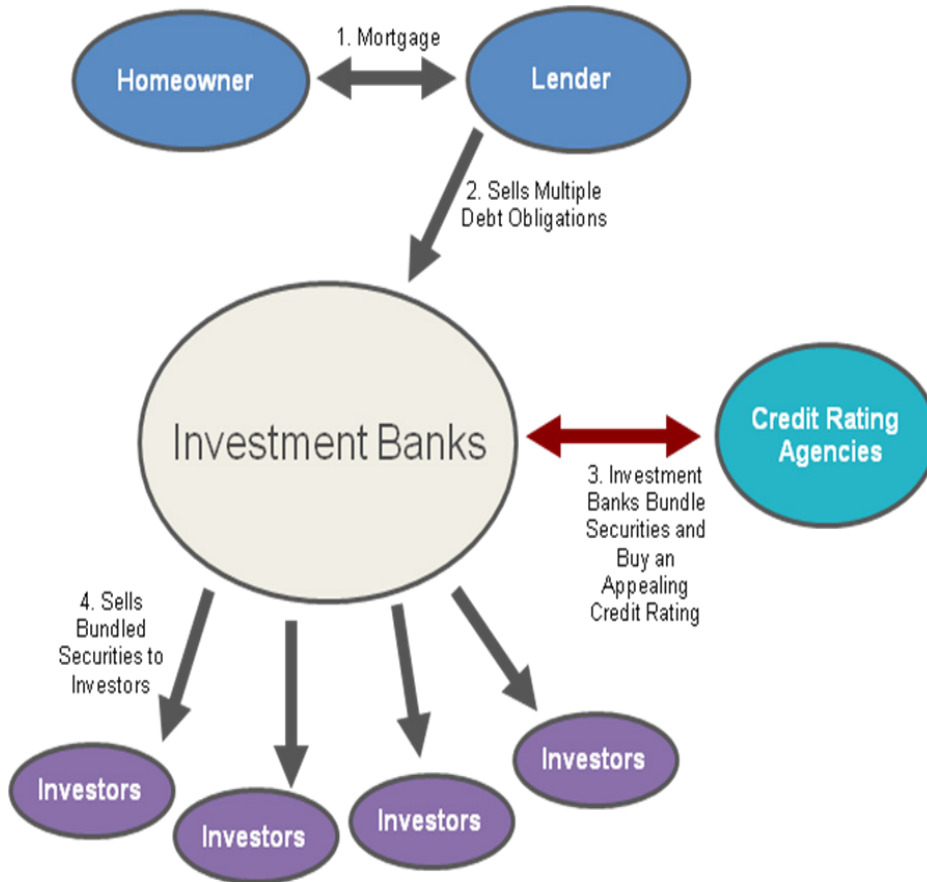 1. Mortgage
Homeowner
Lender
2. Sells Multiple
Debt Obligations
Investment Banks
Credit Rating
Agencies
3. Investment
Banks Bundle
Securities and
Buy an
Appealing
Credit Rating
4. Sells
Bundled
Securities to
Investors
Investors
Investors
Investors
Investors